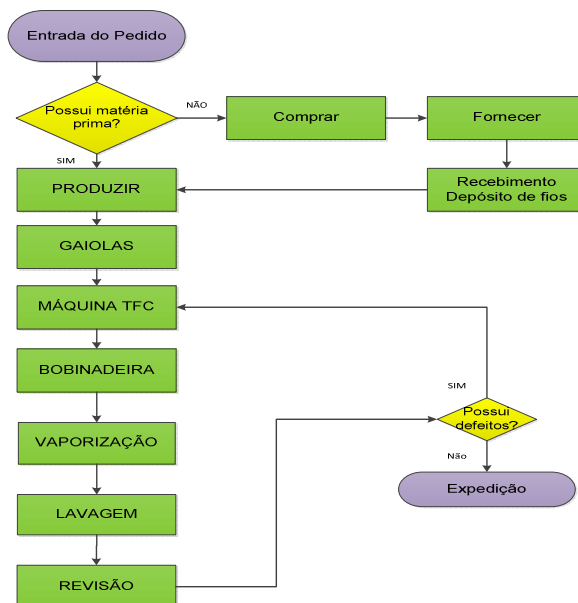 Entrada do Pedido
Possui matéria
prima?
NÃO
Comprar
Fornecer
SIM
PRODUZIR
Recebimento
Depósito de fios
GAIOLAS
MÁQUINA TFC
BOBINADEIRA
SIM
Possui
defeitos?
VAPORIZAÇÃO
Não
Expedição
LAVAGEM
REVISÃO